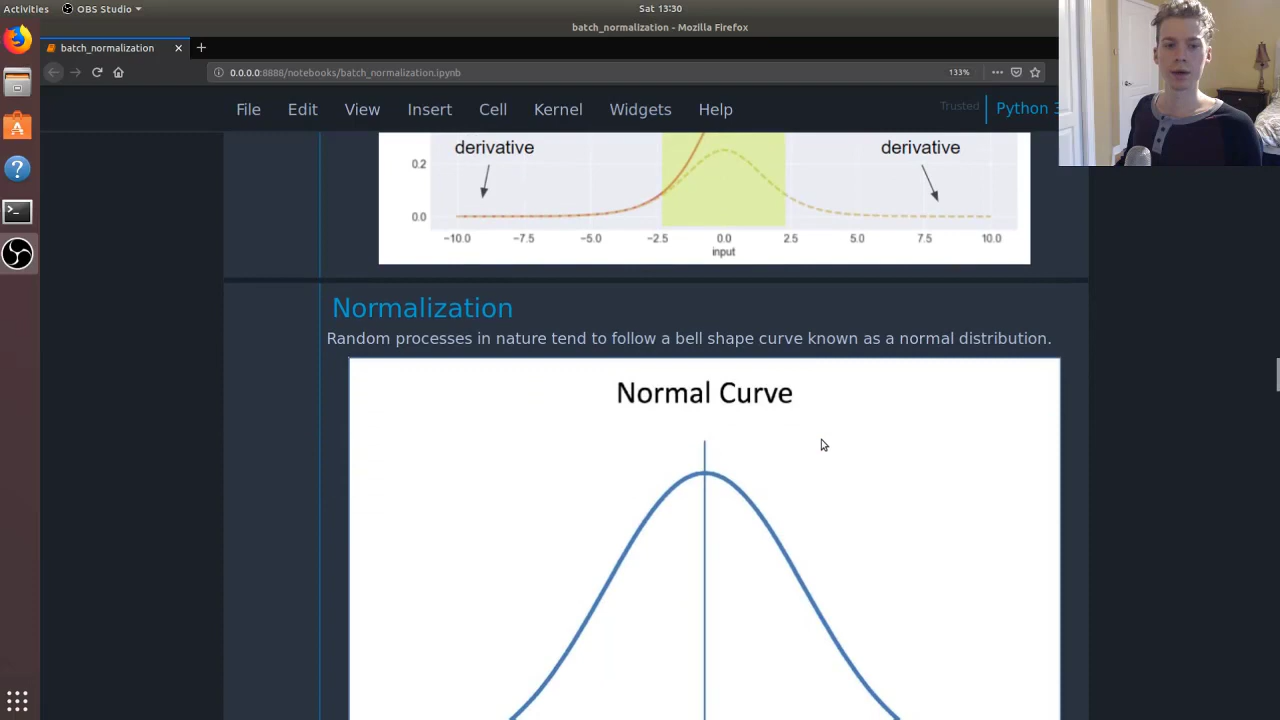 Activities OBS Studio Sat 13:30
batch_normalization - Mozilla Firefox
batch_normalization
0.0.0.0:8888/notebooks/batch_normalization.ipynb 133%
File Edit View Insert Cell Kernel Widgets Help Trusted Python 3
derivative derivative
0.2
0.0
−10.0 −7.5 −5.0 −2.5 0.0 2.5 5.0 7.5 10.0
input
Normalization
Random processes in nature tend to follow a bell shape curve known as a normal distribution.
Normal Curve